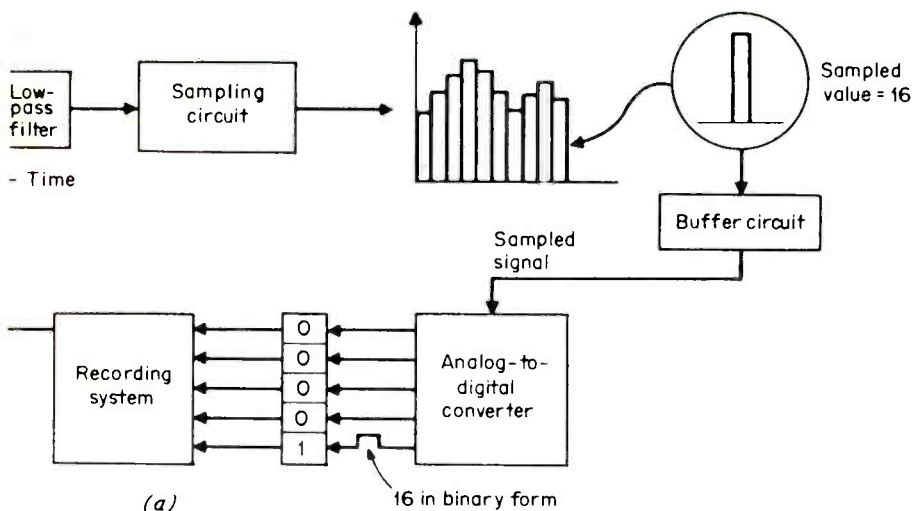 Low-
pass
filter
Sampling
circuit
Sampled
value = 16
- Time
Buffer circuit
Sampled
signal
Recording
system
0
0
0
0
1
Analog-to-
digital
converter
16 in binary form
(a)